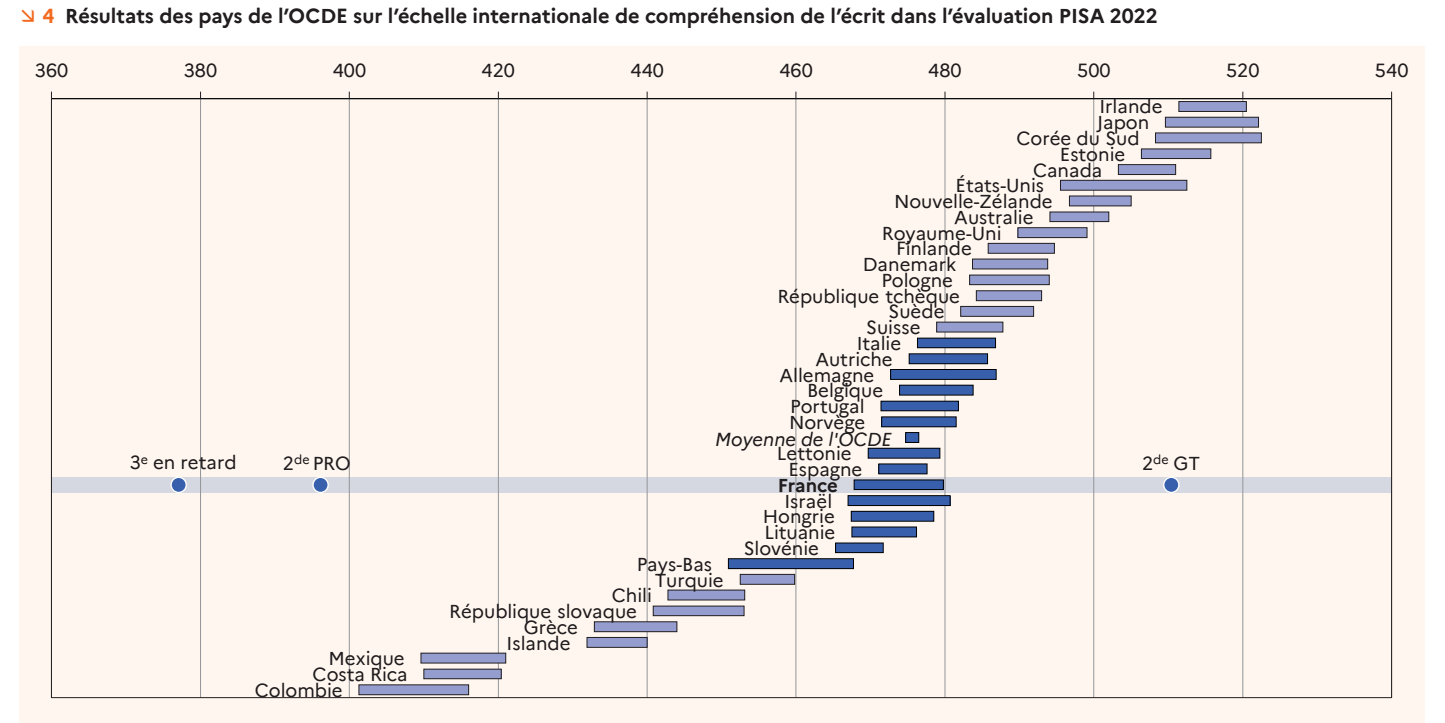 ↘ 4 Résultats des pays de l’OCDE sur l’échelle internationale de compréhension de l’écrit dans l’évaluation PISA 2022
360 380 400 420 440 460 480 500 520 540
Irlande
Japon
Corée du Sud
Estonie
Canada
États-Unis
Nouvelle-Zélande
Australie
Royaume-Uni
Finlande
Danemark
Pologne
République tchèque
Suède
Suisse
Italie
Autriche
Allemagne
Belgique
Portugal
Norvège
Moyenne de l'OCDE
Lettonie
Espagne
3e en retard 2de PRO 2de GT
France
Israël
Hongrie
Lituanie
Slovénie
Pays-Bas
Turquie
Chili
République slovaque
Grèce
Islande
Mexique
Costa Rica
Colombie